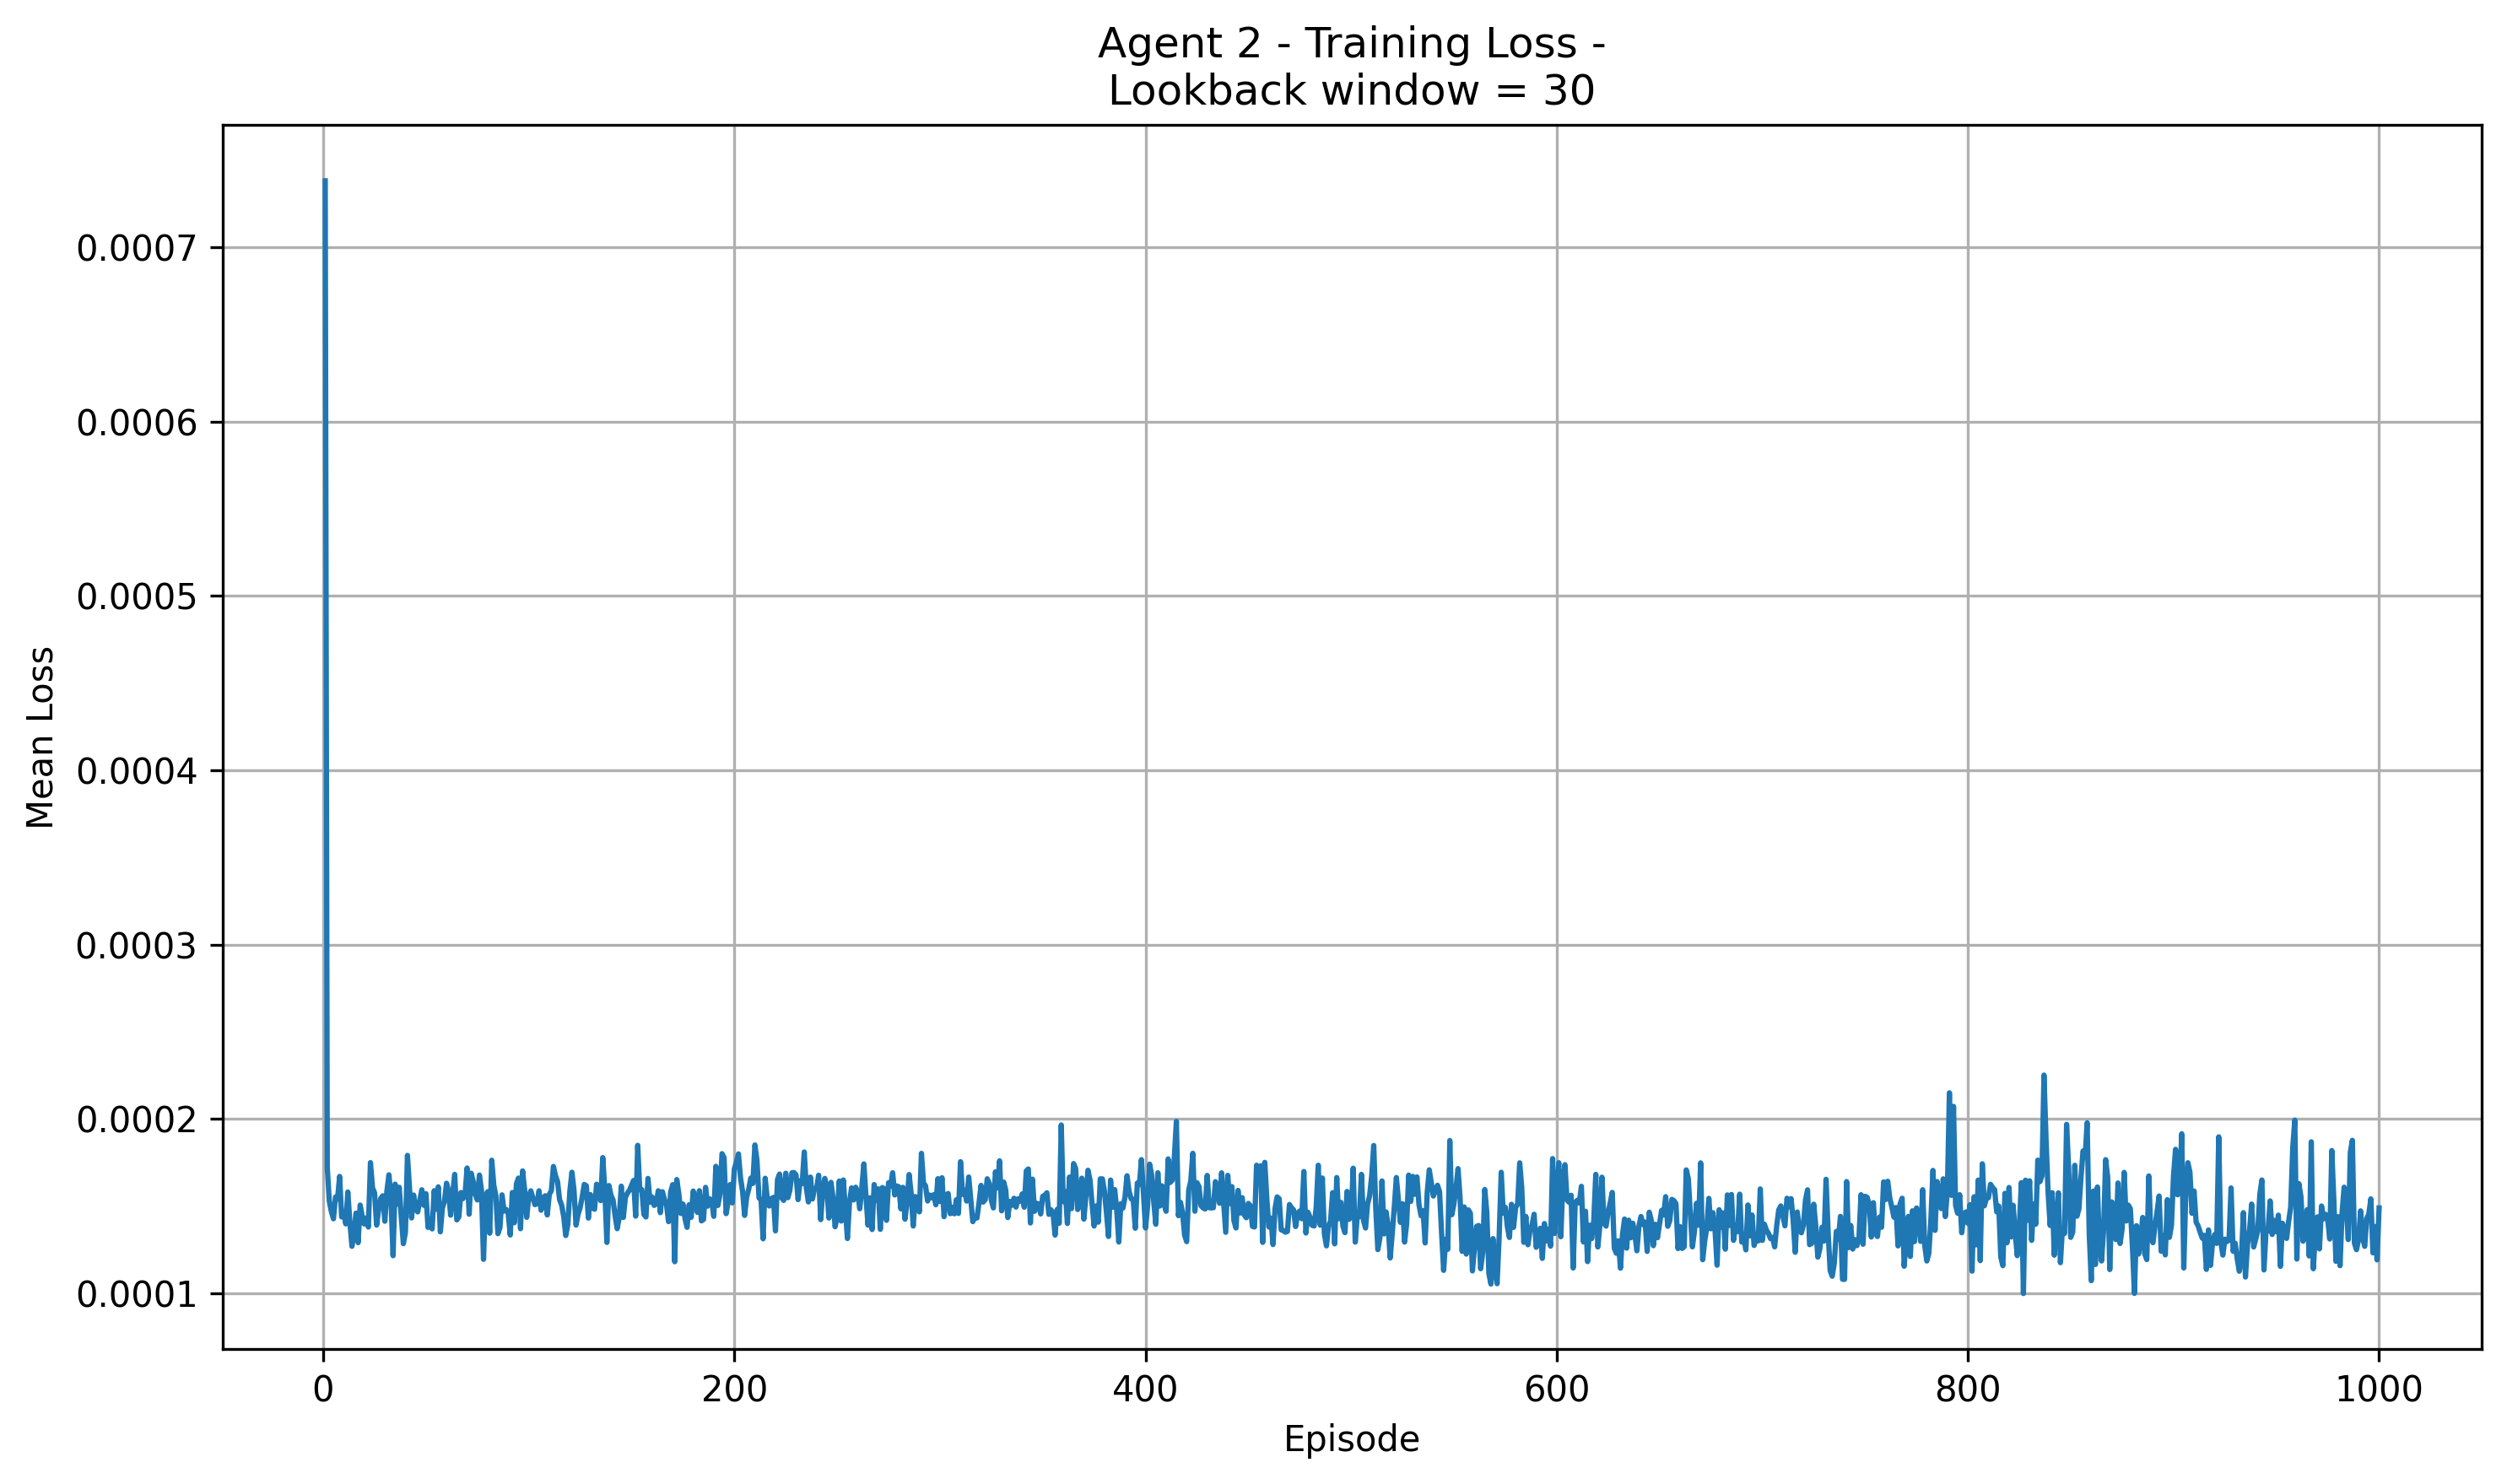 Agent 2 - Training Loss -
Lookback window = 30
0.0007
0.0006
0.0005
0.0004
0.0003
0.0002
0.0001
Mean Loss
0 200 400 600 800 1000
Episode